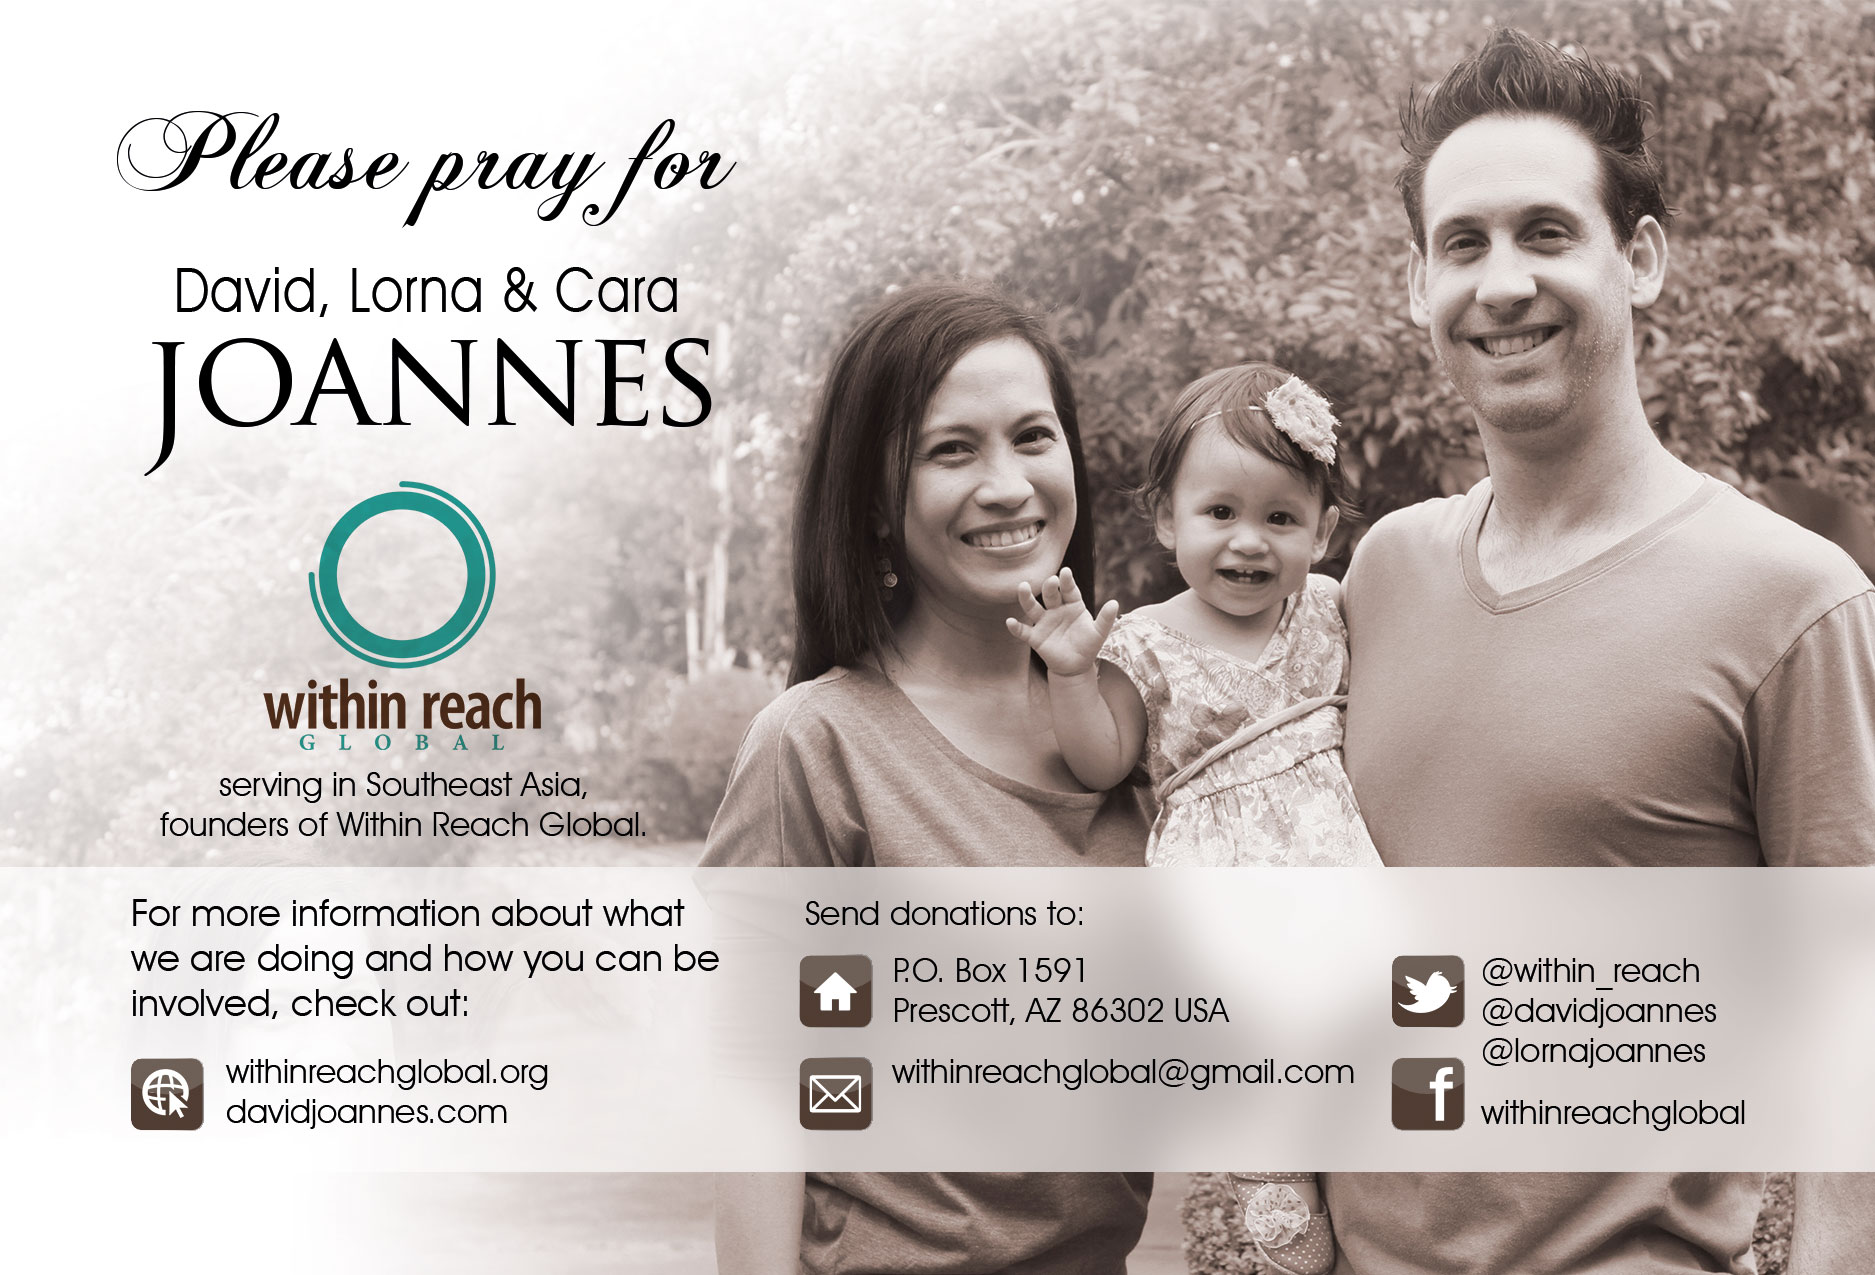 Please pray for
David, Lorna & Cara
JOANNES
within reach
GLOBAL
serving in Southeast Asia,
founders of Within Reach Global.
For more information about what
we are doing and how you can be
involved, check out:
withinreachglobal.org
davidjoannes.com
Send donations to:
P.O. Box 1591
Prescott, AZ 86302 USA
withinreachglobal@gmail.com
@within_reach
@davidjoannes
@lornajoannes
withinreachglobal